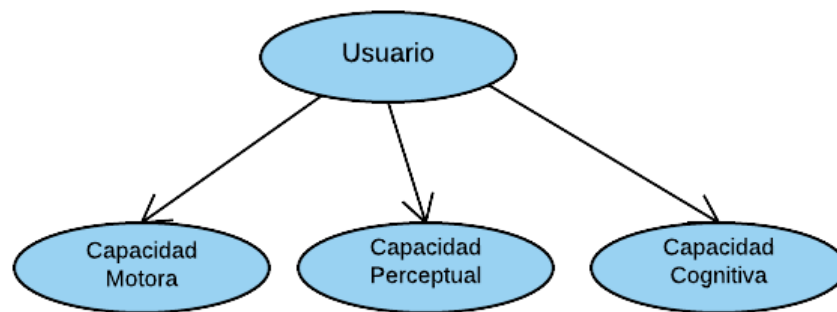 Usuario
Capacidad
Motora
Capacidad
Perceptual
Capacidad
Cognitiva